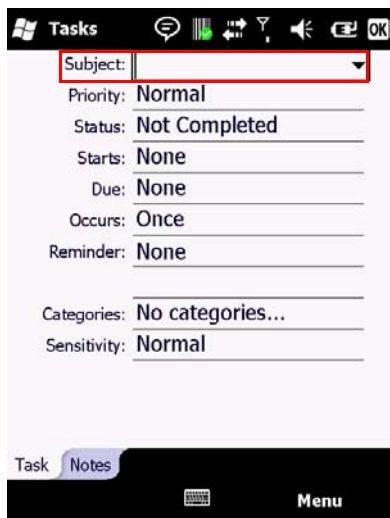 Tasks OK
Subject:
Priority: Normal
Status: Not Completed
Starts: None
Due: None
Occurs: Once
Reminder: None
Categories: No categories...
Sensitivity: Normal
Task Notes
Menu